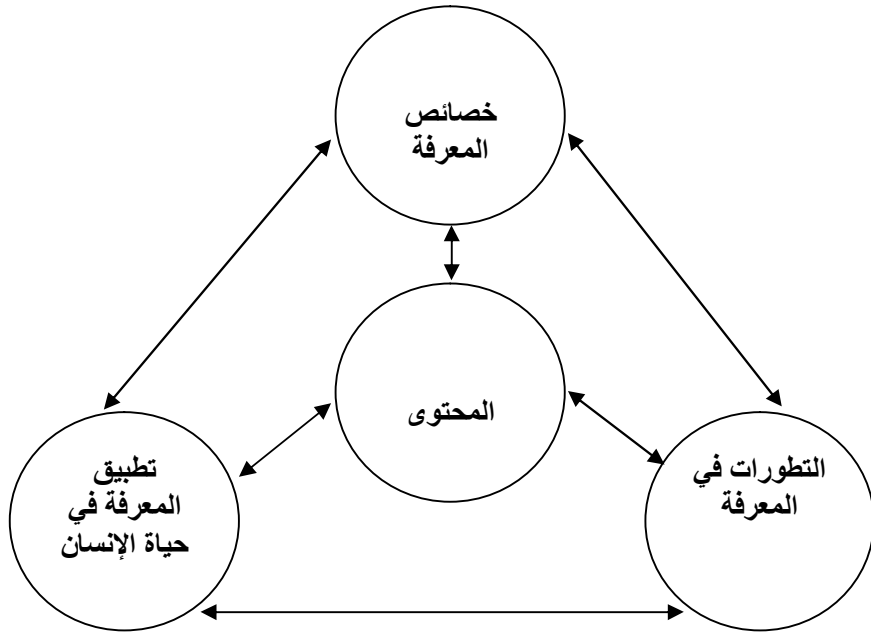 خصائص
المعرفة
المحتوى
التطورات في
المعرفة
تطبيق
المعرفة في
حياة الإنسان